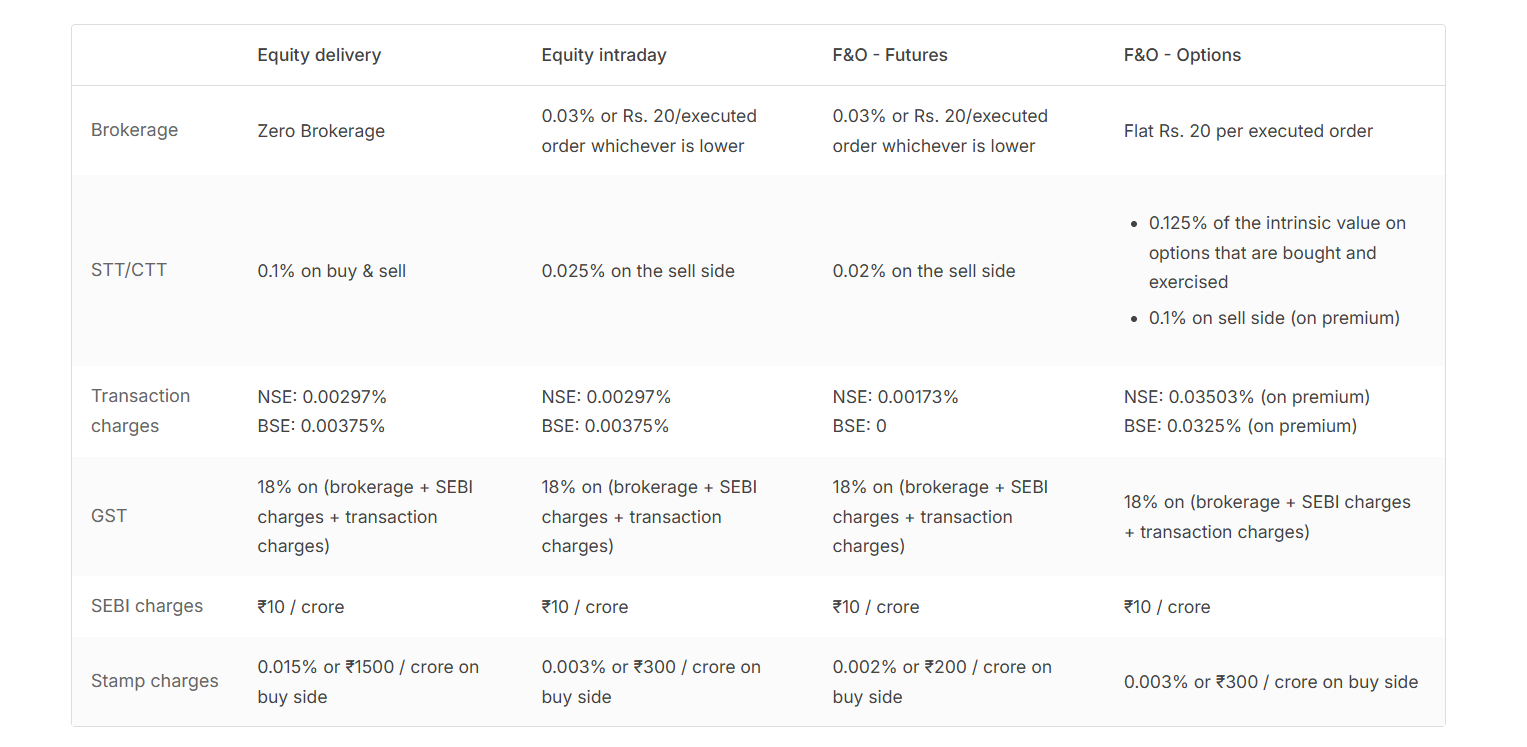 Equity delivery
Equity intraday
F&O - Futures
F&O - Options
Brokerage
Zero Brokerage
0.03% or Rs. 20/executed
order whichever is lower
0.03% or Rs. 20/executed
order whichever is lower
Flat Rs. 20 per executed order
STT/CTT
0.1% on buy & sell
0.025% on the sell side
0.02% on the sell side
• 0.125% of the intrinsic value on
options that are bought and
exercised
• 0.1% on sell side (on premium)
Transaction
charges
NSE: 0.00297%
BSE: 0.00375%
NSE: 0.00297%
BSE: 0.00375%
NSE: 0.00173%
BSE: 0
NSE: 0.03503% (on premium)
BSE: 0.0325% (on premium)
GST
18% on (brokerage + SEBI
charges + transaction
charges)
18% on (brokerage + SEBI
charges + transaction
charges)
18% on (brokerage + SEBI
charges + transaction
charges)
18% on (brokerage + SEBI charges
+ transaction charges)
SEBI charges
₹10 / crore
₹10 / crore
₹10 / crore
₹10 / crore
Stamp charges
0.015% or ₹1500 / crore on
buy side
0.003% or ₹300 / crore on
buy side
0.002% or ₹200 / crore on
buy side
0.003% or ₹300 / crore on buy side